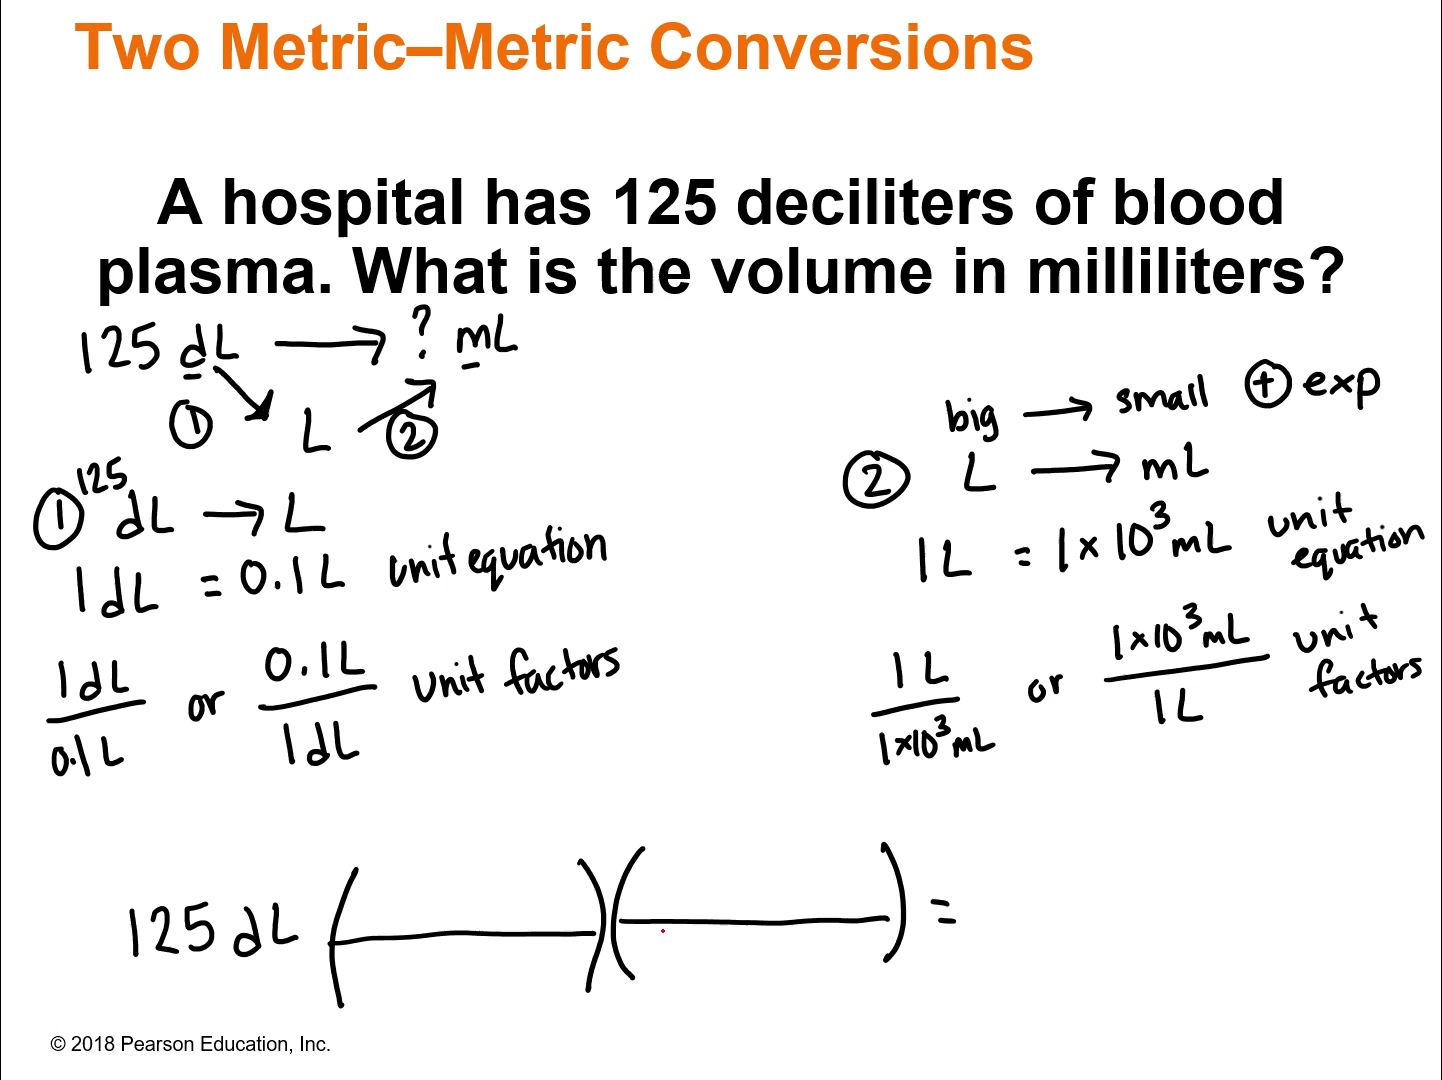 Two Metric–Metric Conversions
A hospital has 125 deciliters of blood
plasma. What is the volume in milliliters?
125 dL → ? mL
① L ②
① 125 dL → L
1 dL = 0.1 L unit equation
1 dL / 0.1 L or 0.1 L / 1 dL unit factors
big → small ⊕ exp
② L → mL
1 L = 1 × 10³ mL unit equation
1 L / 1×10³ mL or 1×10³ mL / 1 L unit factors
125 dL ( ) ( ) =
© 2018 Pearson Education, Inc.